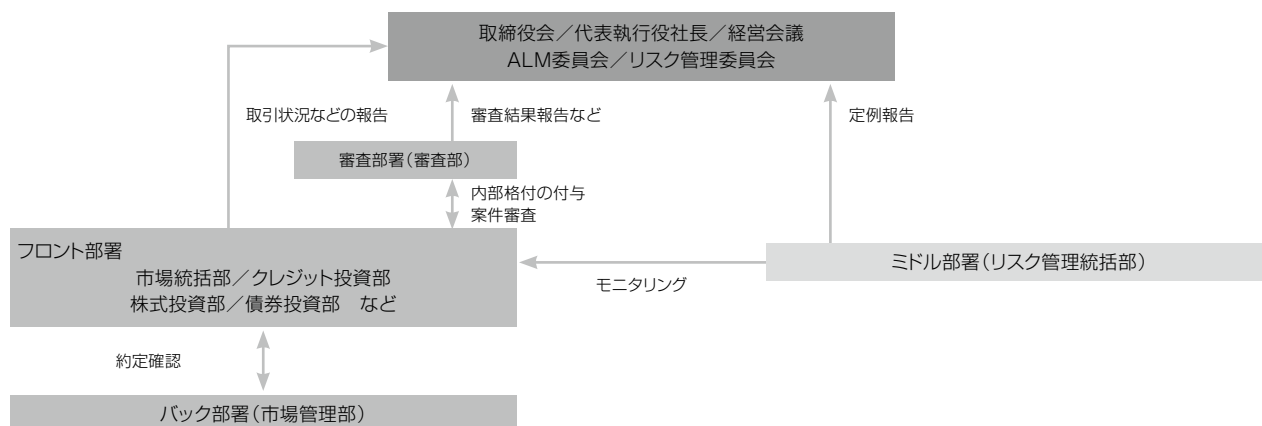 取締役会／代表執行役社長／経営会議
ALM委員会／リスク管理委員会
取引状況などの報告
審査結果報告など
定例報告
審査部署（審査部）
内部格付の付与
案件審査
フロント部署
市場統括部／クレジット投資部
株式投資部／債券投資部　など
ミドル部署（リスク管理統括部）
モニタリング
約定確認
バック部署（市場管理部）